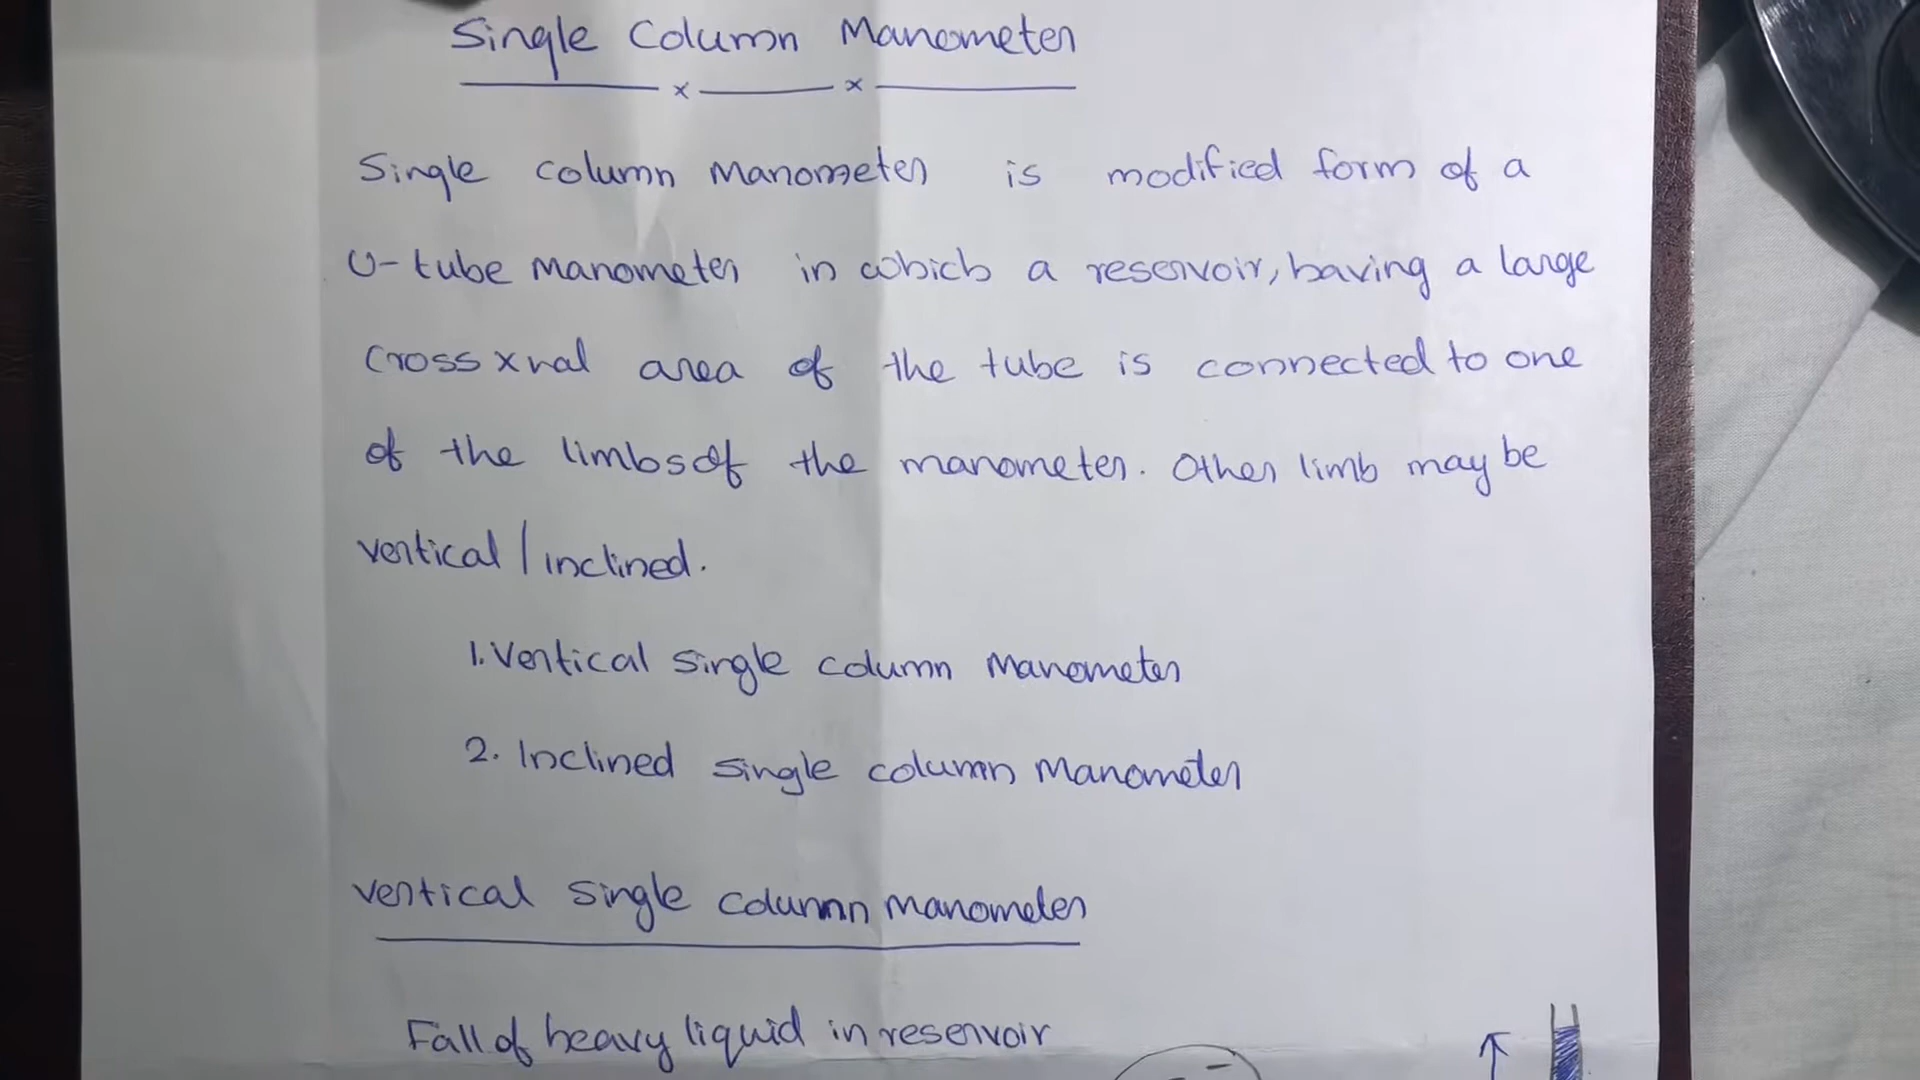 Single Column Manometer
Single column Manometer is modified form of a
U-tube manometer in which a reservoir, having a large
cross xnal area of the tube is connected to one
of the limbs of the manometer. Other limb may be
vertical / inclined.
1. Vertical single column Manometer
2. Inclined single column Manometer
Vertical single column manometer
Fall of heavy liquid in reservoir